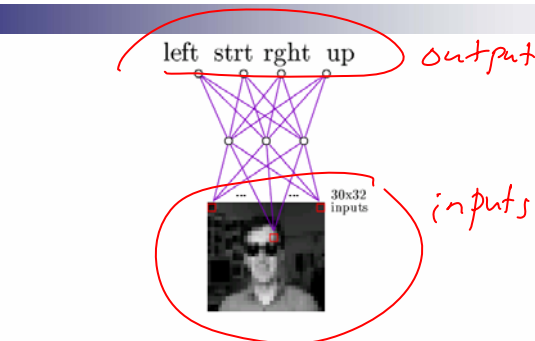 left strt rght up
output
... ...
30x32
inputs
inputs